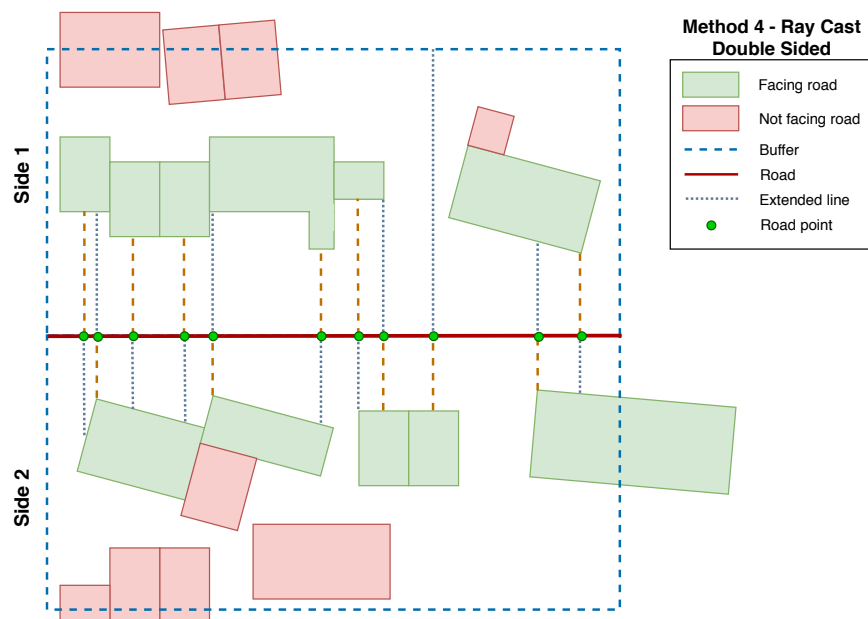 Method 4 - Ray Cast
Double Sided
Facing road
Not facing road
Buffer
Road
Extended line
Road point
Side 1
Side 2